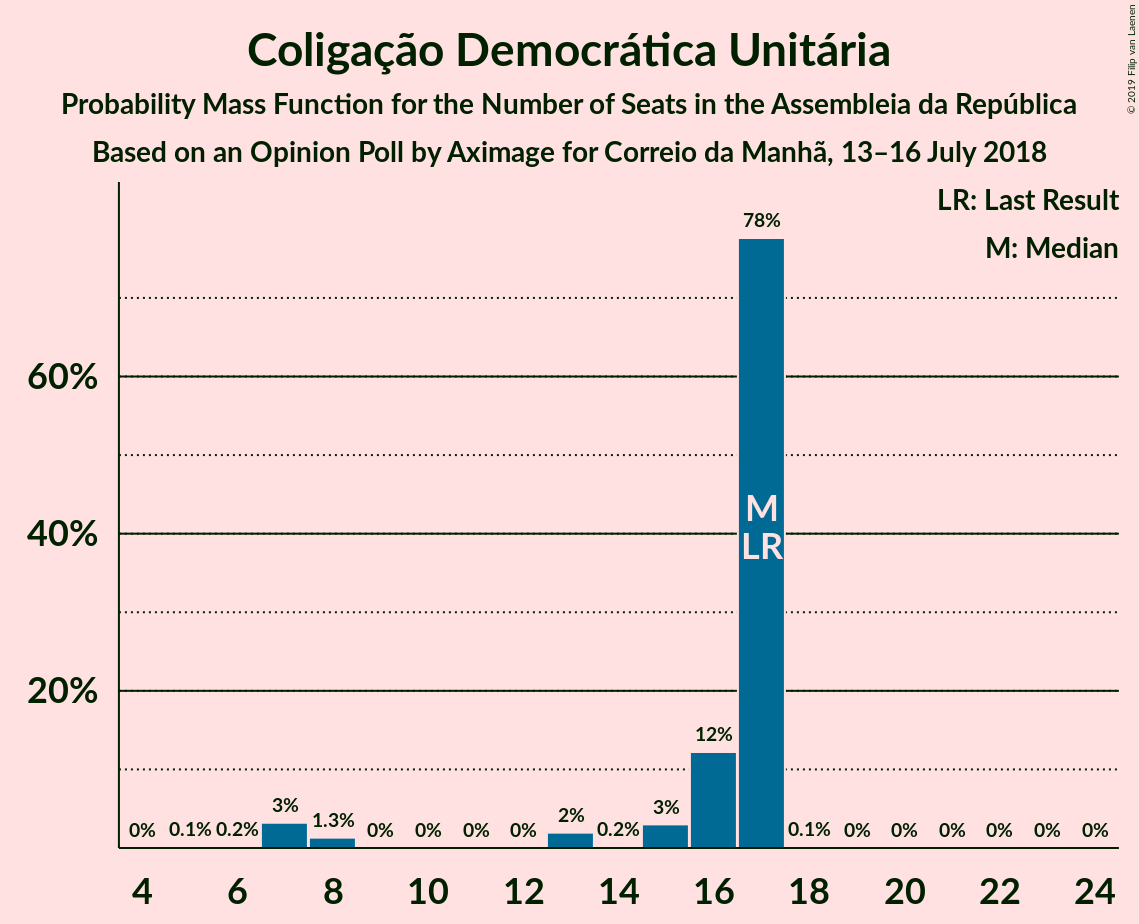 Coligação Democrática Unitária
Probability Mass Function for the Number of Seats in the Assembleia da República
Based on an Opinion Poll by Aximage for Correio da Manhã, 13–16 July 2018
© 2019 Filip van Laenen
LR: Last Result
M: Median
78%
60%
M
40%
LR
20%
12%
0% 0.1% 0.2% 3% 1.3% 0% 0% 0% 0% 2% 0.2% 3% 0.1% 0% 0% 0% 0% 0% 0%
4 6 8 10 12 14 16 18 20 22 24